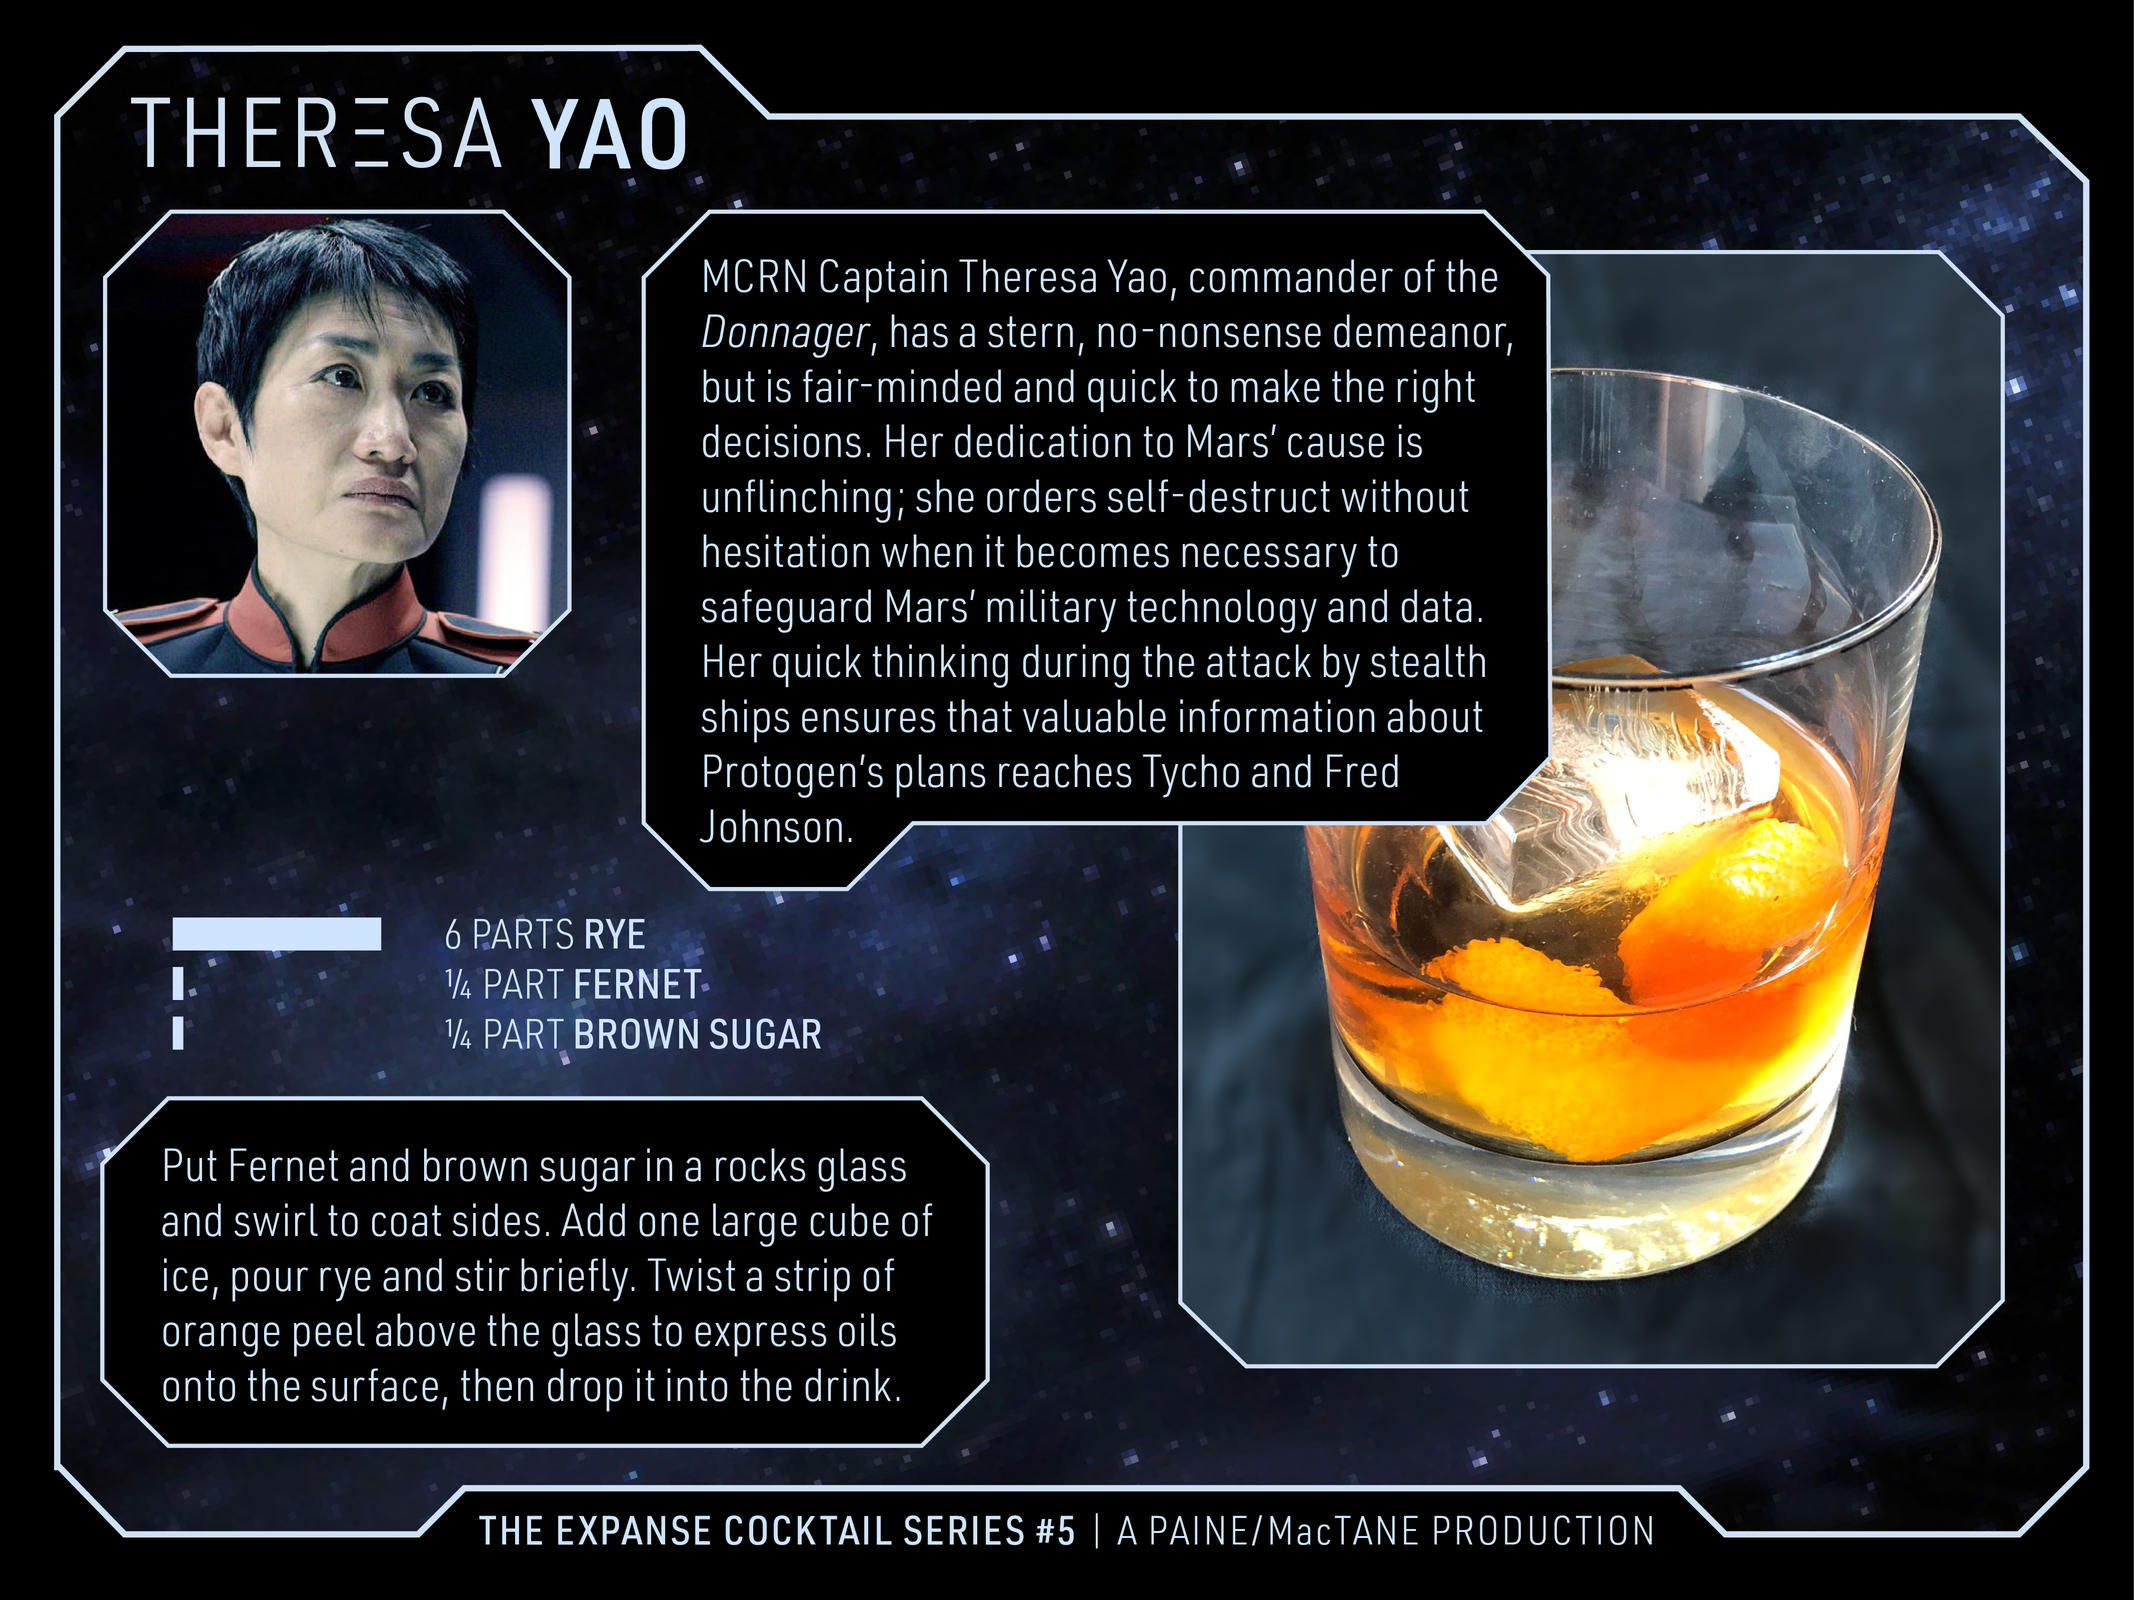 THERESA YAO
MCRN Captain Theresa Yao, commander of the
Donnager, has a stern, no-nonsense demeanor,
but is fair-minded and quick to make the right
decisions. Her dedication to Mars’ cause is
unflinching; she orders self-destruct without
hesitation when it becomes necessary to
safeguard Mars’ military technology and data.
Her quick thinking during the attack by stealth
ships ensures that valuable information about
Protogen’s plans reaches Tycho and Fred
Johnson.
6 PARTS RYE
¼ PART FERNET
¼ PART BROWN SUGAR
Put Fernet and brown sugar in a rocks glass
and swirl to coat sides. Add one large cube of
ice, pour rye and stir briefly. Twist a strip of
orange peel above the glass to express oils
onto the surface, then drop it into the drink.
THE EXPANSE COCKTAIL SERIES #5 | A PAINE/MacTANE PRODUCTION